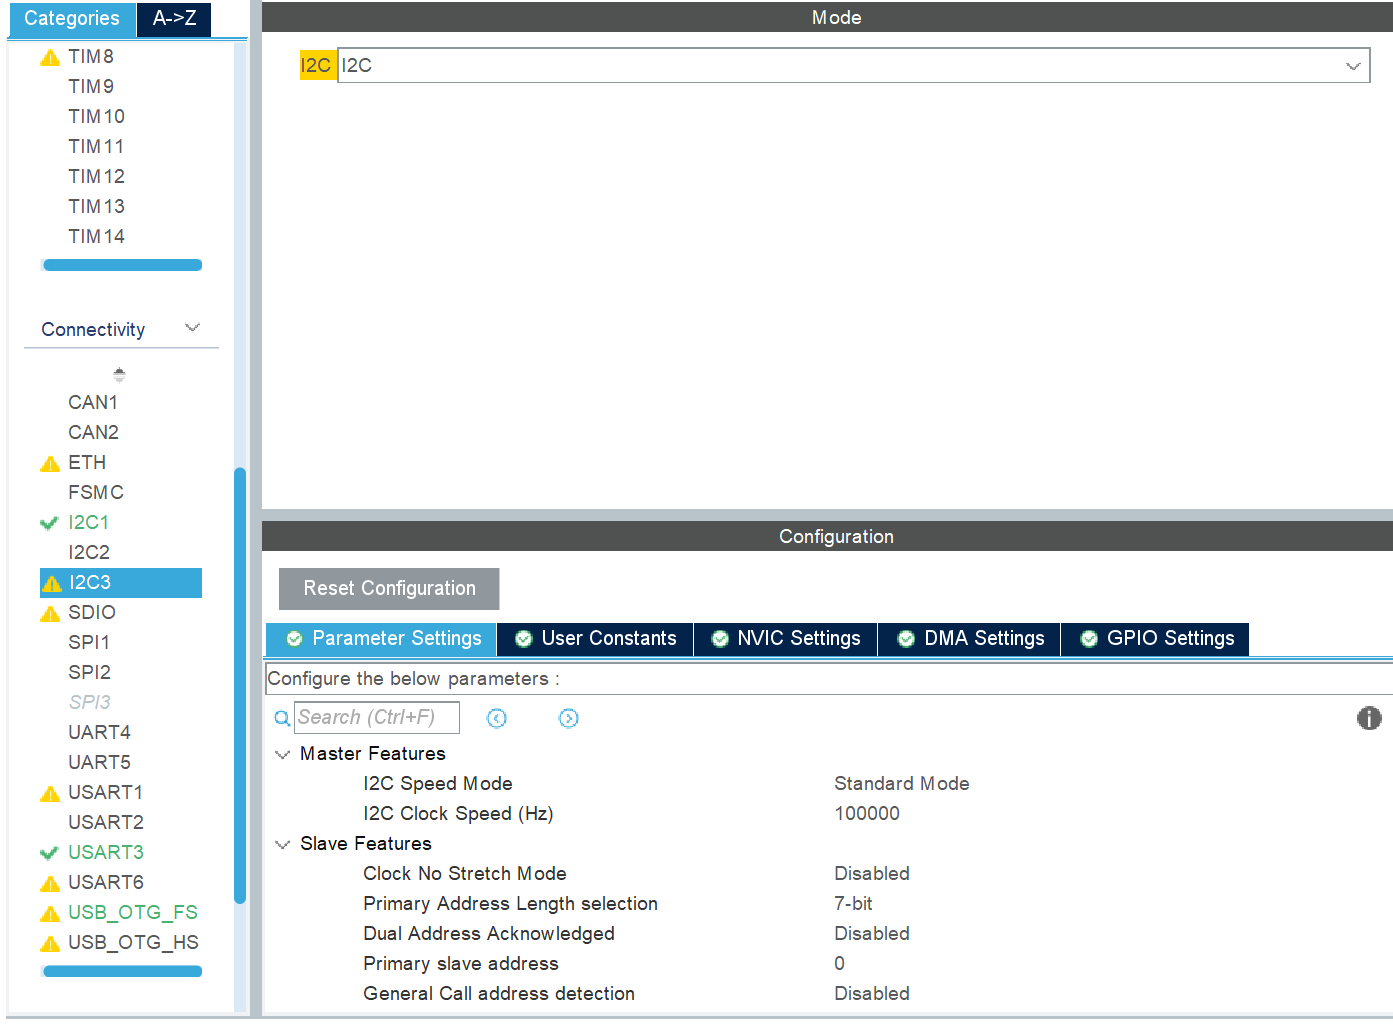 Categories A->Z
TIM8
TIM9
TIM10
TIM11
TIM12
TIM13
TIM14
Connectivity
CAN1
CAN2
ETH
FSMC
I2C1
I2C2
I2C3
SDIO
SPI1
SPI2
SPI3
UART4
UART5
USART1
USART2
USART3
USART6
USB_OTG_FS
USB_OTG_HS
Mode
I2C I2C
Configuration
Reset Configuration
Parameter Settings User Constants NVIC Settings DMA Settings GPIO Settings
Configure the below parameters :
Search (Ctrl+F)
Master Features
I2C Speed Mode Standard Mode
I2C Clock Speed (Hz) 100000
Slave Features
Clock No Stretch Mode Disabled
Primary Address Length selection 7-bit
Dual Address Acknowledged Disabled
Primary slave address 0
General Call address detection Disabled